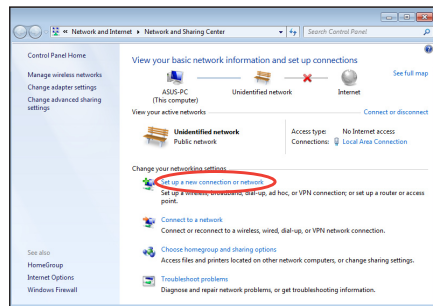 « Network and Internet ▸ Network and Sharing Center
Search Control Panel
Control Panel Home
Manage wireless networks
Change adapter settings
Change advanced sharing
settings
See also
HomeGroup
Internet Options
Windows Firewall
View your basic network information and set up connections
See full map
ASUS-PC
(This computer)
Unidentified network
Internet
View your active networks
Connect or disconnect
Unidentified network
Public network
Access type: No Internet access
Connections: Local Area Connection
Change your networking settings
Set up a new connection or network
Set up a wireless, broadband, dial-up, ad hoc, or VPN connection; or set up a router or access
point.
Connect to a network
Connect or reconnect to a wireless, wired, dial-up, or VPN network connection.
Choose homegroup and sharing options
Access files and printers located on other network computers, or change sharing settings.
Troubleshoot problems
Diagnose and repair network problems, or get troubleshooting information.